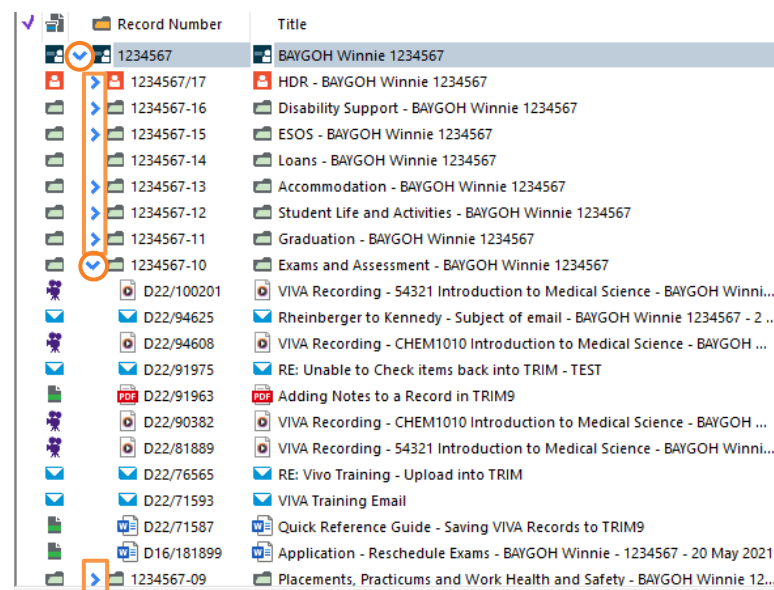 Record Number Title
1234567 BAYGOH Winnie 1234567
1234567/17 HDR - BAYGOH Winnie 1234567
1234567-16 Disability Support - BAYGOH Winnie 1234567
1234567-15 ESOS - BAYGOH Winnie 1234567
1234567-14 Loans - BAYGOH Winnie 1234567
1234567-13 Accommodation - BAYGOH Winnie 1234567
1234567-12 Student Life and Activities - BAYGOH Winnie 1234567
1234567-11 Graduation - BAYGOH Winnie 1234567
1234567-10 Exams and Assessment - BAYGOH Winnie 1234567
D22/100201 VIVA Recording - 54321 Introduction to Medical Science - BAYGOH Winni...
D22/94625 Rheinberger to Kennedy - Subject of email - BAYGOH Winnie 1234567 - 2 ...
D22/94608 VIVA Recording - CHEM1010 Introduction to Medical Science - BAYGOH ...
D22/91975 RE: Unable to Check items back into TRIM - TEST
PDF D22/91963 PDF Adding Notes to a Record in TRIM9
D22/90382 VIVA Recording - CHEM1010 Introduction to Medical Science - BAYGOH ...
D22/81889 VIVA Recording - 54321 Introduction to Medical Science - BAYGOH Winni...
D22/76565 RE: Vivo Training - Upload into TRIM
D22/71593 VIVA Training Email
D22/71587 Quick Reference Guide - Saving VIVA Records to TRIM9
D16/181899 Application - Reschedule Exams - BAYGOH Winnie - 1234567 - 20 May 2021
1234567-09 Placements, Practicums and Work Health and Safety - BAYGOH Winnie 12...